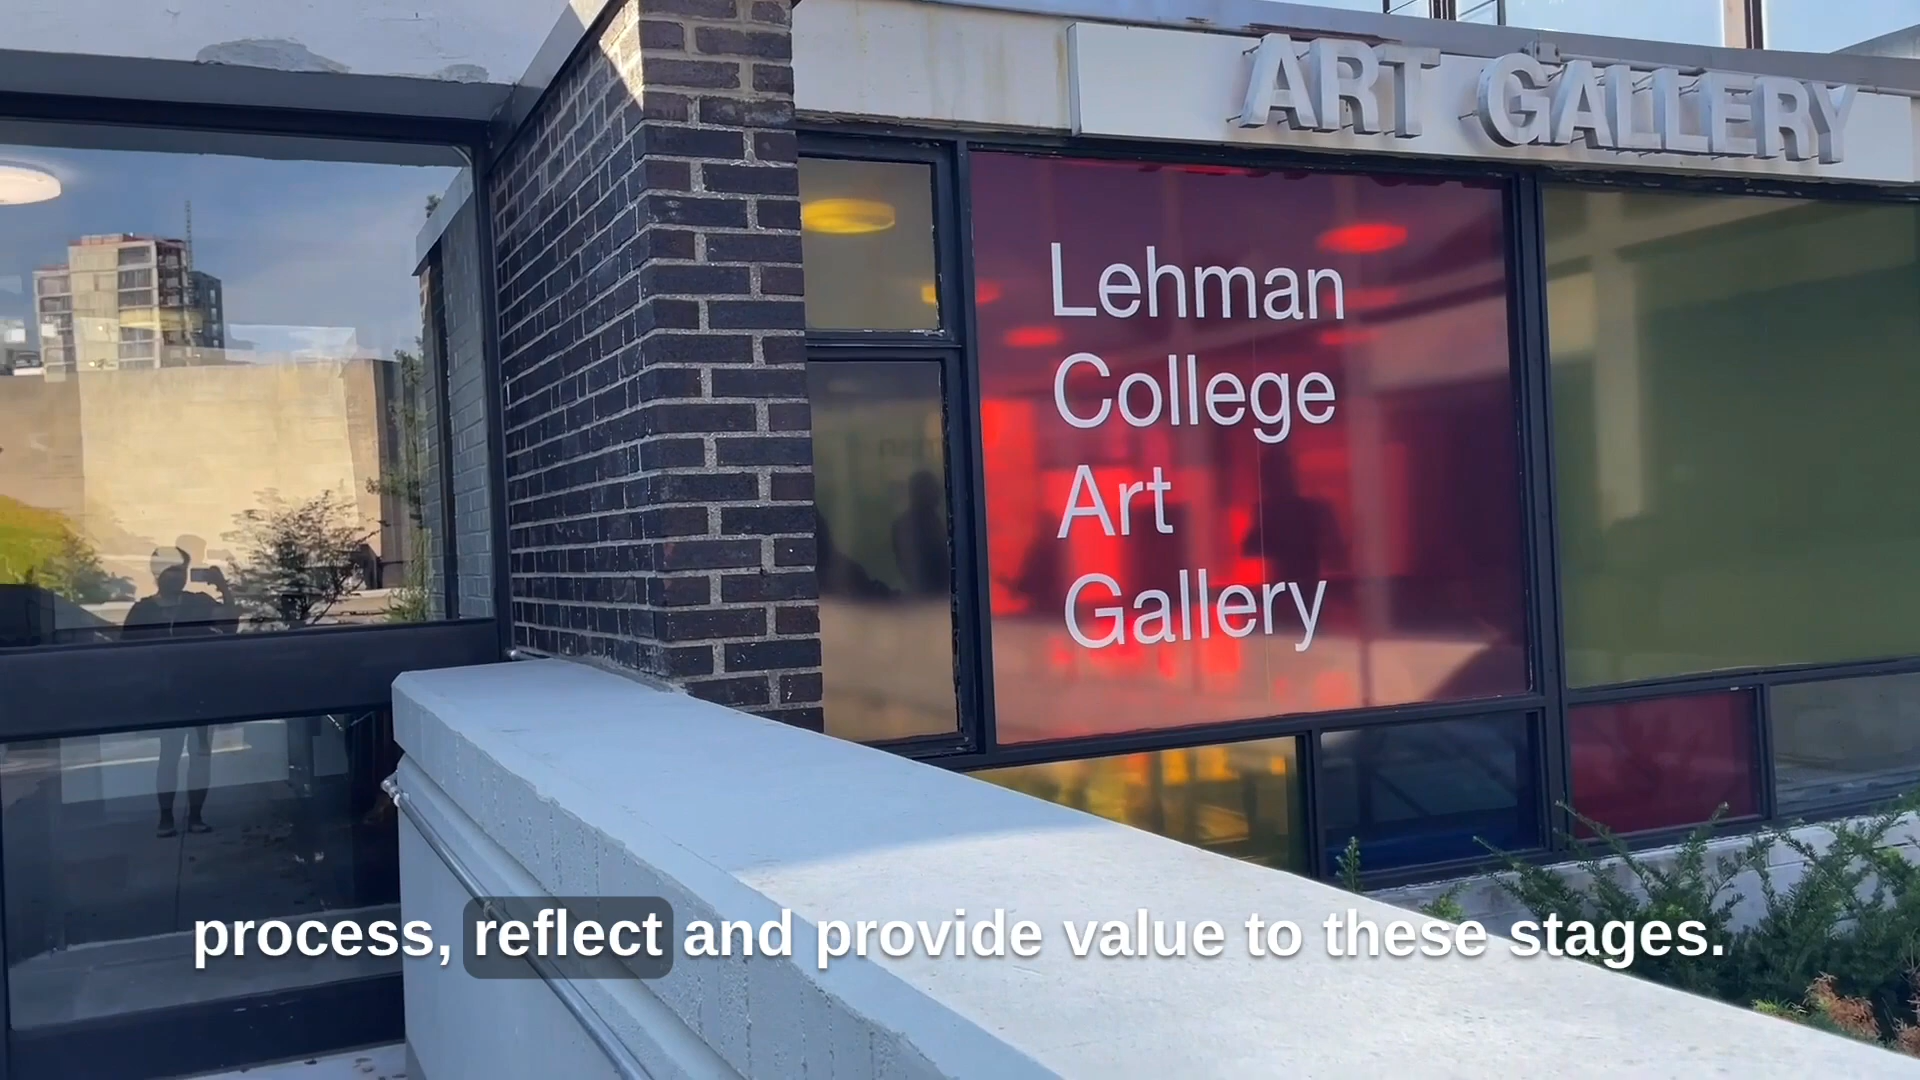 ART GALLERY
Lehman
College
Art
Gallery
process, reflect and provide value to these stages.